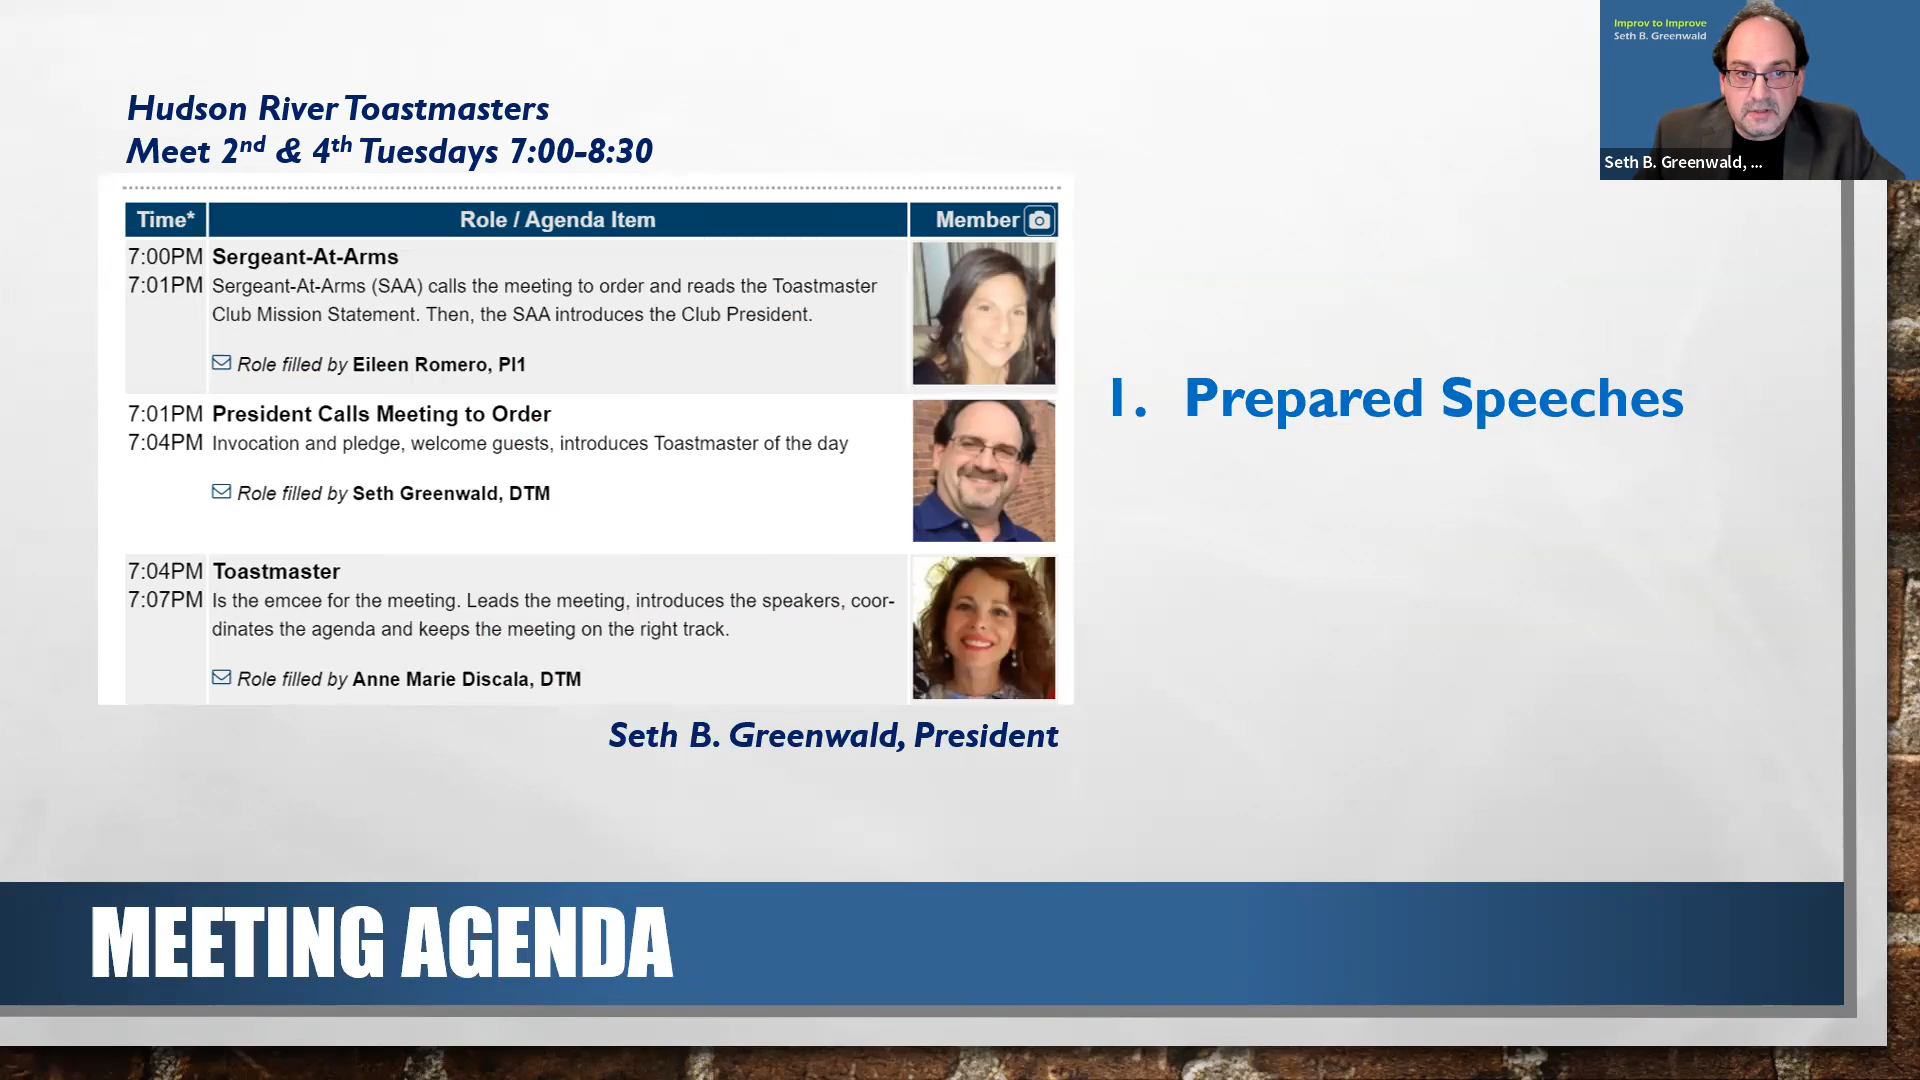 Improv to Improve
Seth B. Greenwald
Seth B. Greenwald, ...
Hudson River Toastmasters
Meet 2nd & 4th Tuesdays 7:00-8:30
Time* Role / Agenda Item Member
7:00PM Sergeant-At-Arms
7:01PM Sergeant-At-Arms (SAA) calls the meeting to order and reads the Toastmaster
Club Mission Statement. Then, the SAA introduces the Club President.
Role filled by Eileen Romero, PI1
7:01PM President Calls Meeting to Order
7:04PM Invocation and pledge, welcome guests, introduces Toastmaster of the day
Role filled by Seth Greenwald, DTM
7:04PM Toastmaster
7:07PM Is the emcee for the meeting. Leads the meeting, introduces the speakers, coor-
dinates the agenda and keeps the meeting on the right track.
Role filled by Anne Marie Discala, DTM
Seth B. Greenwald, President
1. Prepared Speeches
MEETING AGENDA